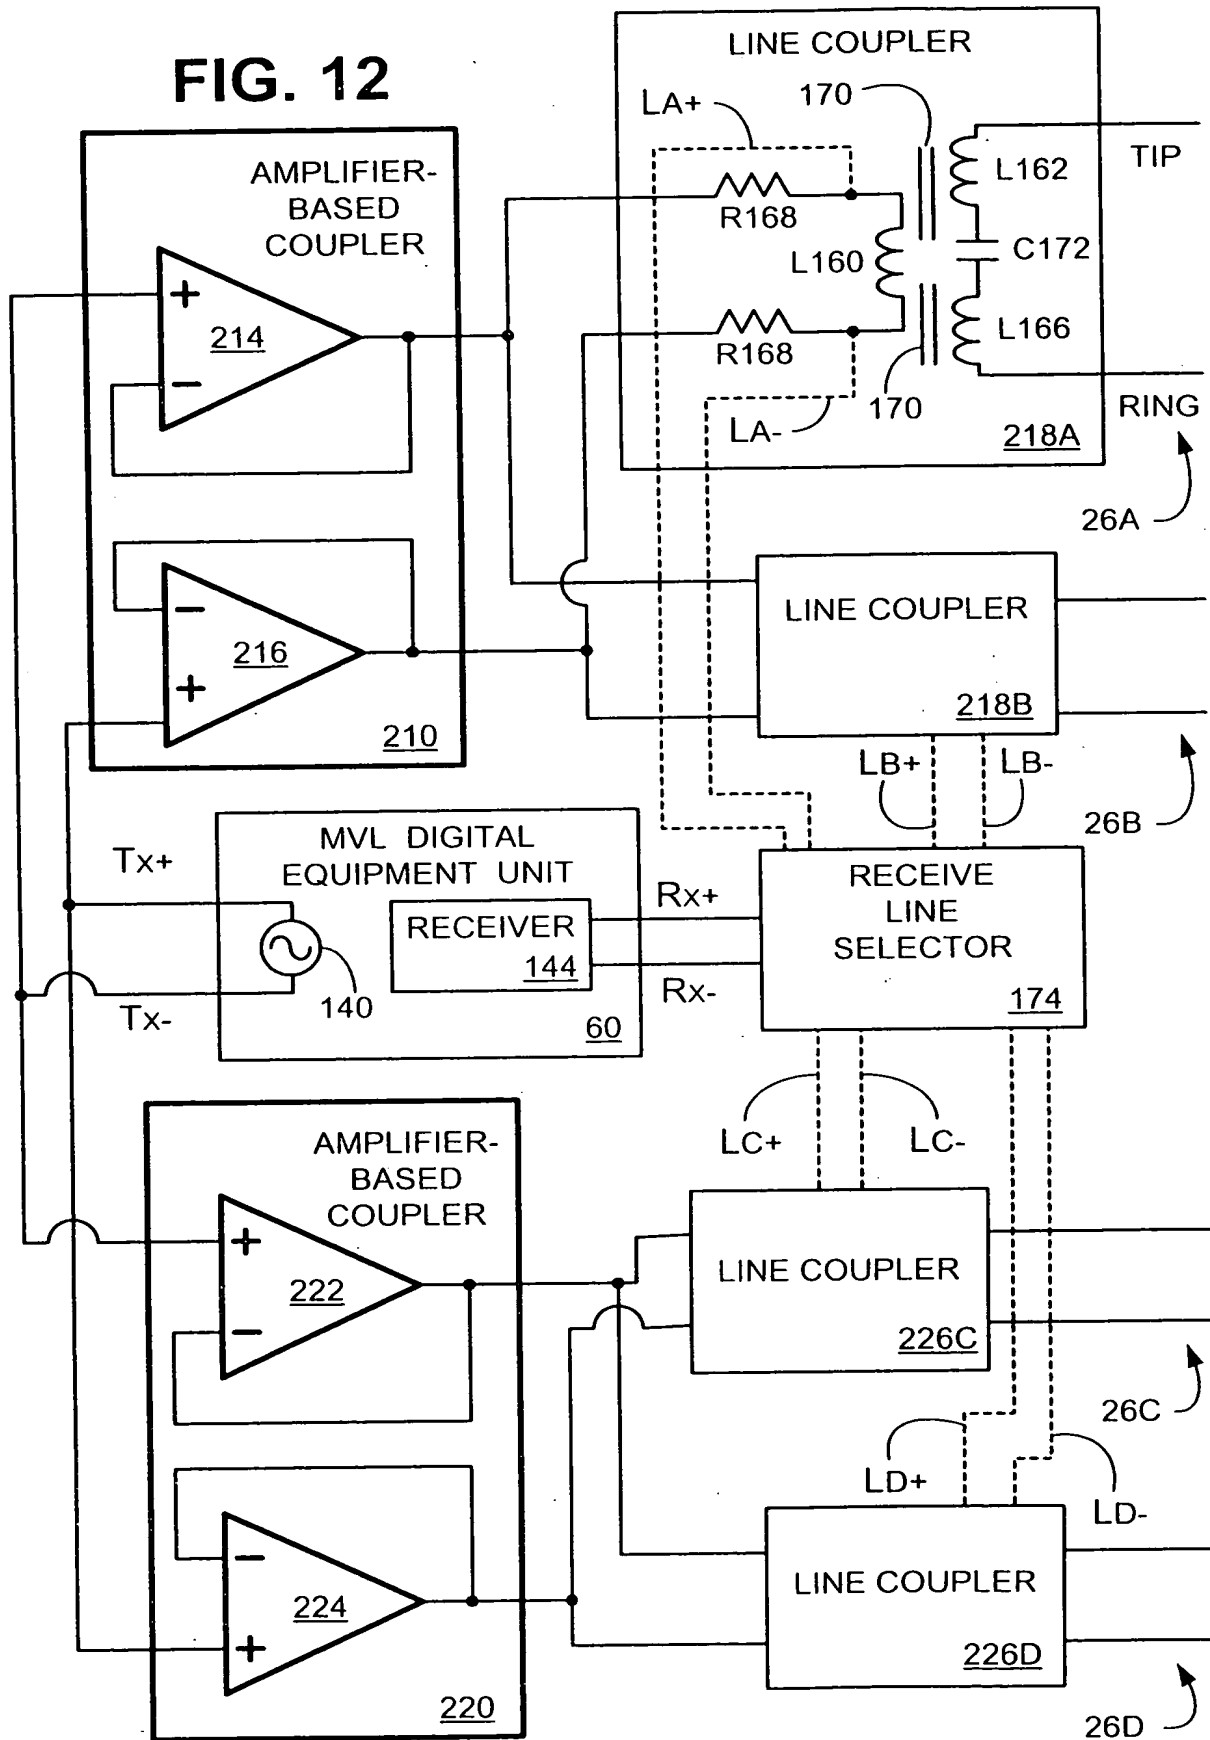 FIG. 12
LINE COUPLER
LA+
170
TIP
L162
R168
L160
C172
R168
L166
170
LA-
RING
218A
26A
AMPLIFIER-
BASED
COUPLER
+
214
−
−
216
+
210
LINE COUPLER
218B
LB+
LB-
26B
MVL DIGITAL
EQUIPMENT UNIT
Tx+
Tx-
140
RECEIVER
144
60
Rx+
Rx-
RECEIVE
LINE
SELECTOR
174
LC+
LC-
AMPLIFIER-
BASED
COUPLER
+
222
−
−
224
+
220
LINE COUPLER
226C
26C
LD+
LD-
LINE COUPLER
226D
26D